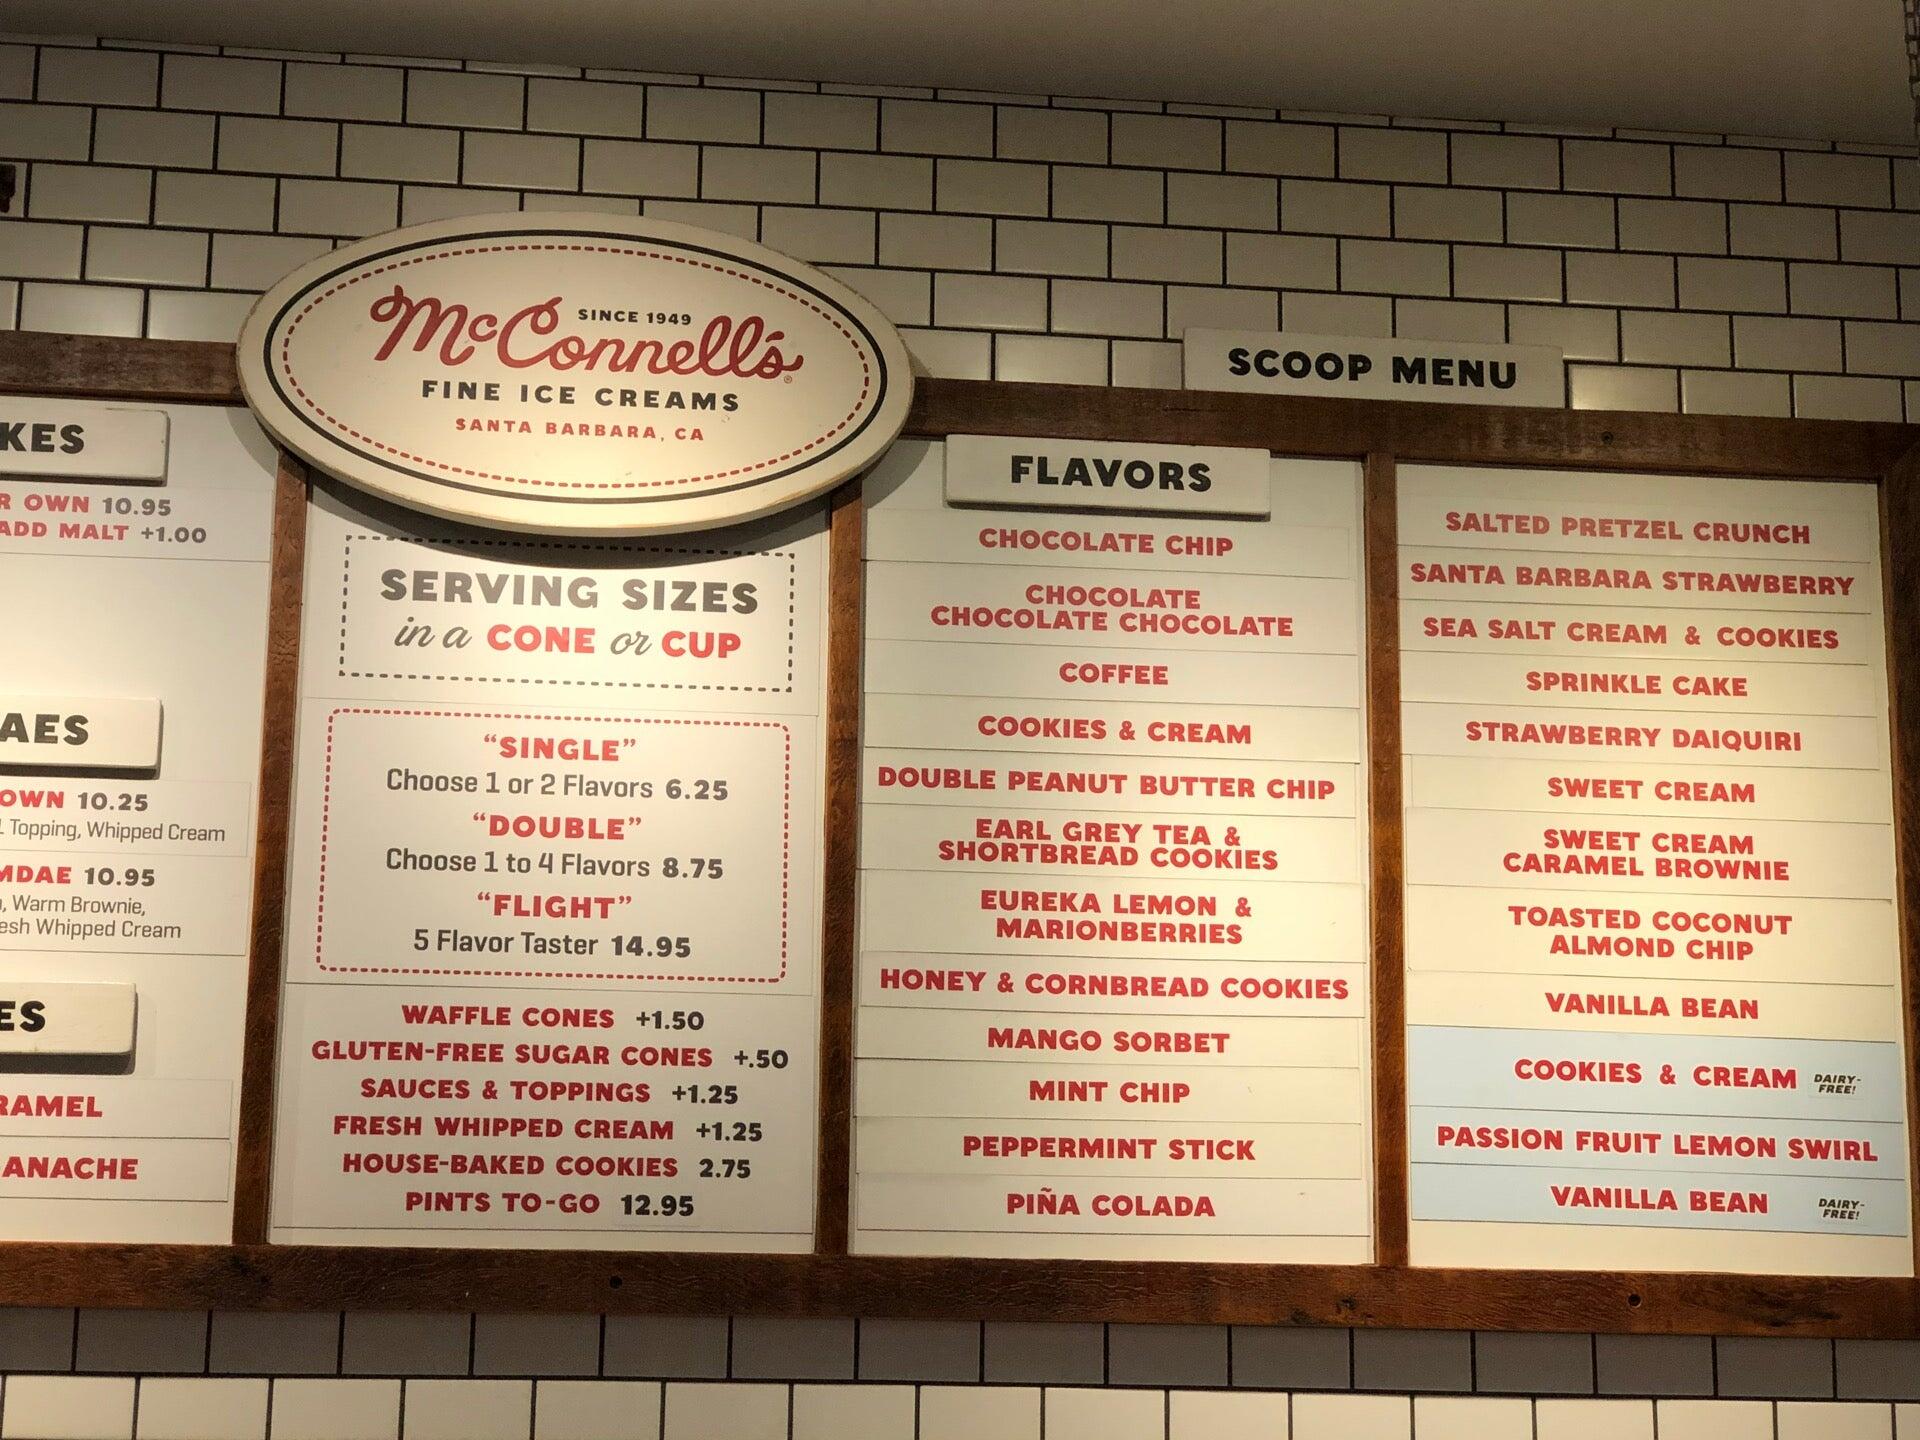 KES
R OWN 10.95
ADD MALT +1.00
AES
OWN 10.25
1 Topping, Whipped Cream
MDAE 10.95
, Warm Brownie,
esh Whipped Cream
ES
RAMEL
ANACHE
SINCE 1949
McConnell's®
FINE ICE CREAMS
SANTA BARBARA, CA
SERVING SIZES
in a CONE or CUP
"SINGLE"
Choose 1 or 2 Flavors 6.25
"DOUBLE"
Choose 1 to 4 Flavors 8.75
"FLIGHT"
5 Flavor Taster 14.95
WAFFLE CONES +1.50
GLUTEN-FREE SUGAR CONES +.50
SAUCES & TOPPINGS +1.25
FRESH WHIPPED CREAM +1.25
HOUSE-BAKED COOKIES 2.75
PINTS TO-GO 12.95
SCOOP MENU
FLAVORS
CHOCOLATE CHIP
CHOCOLATE
CHOCOLATE CHOCOLATE
COFFEE
COOKIES & CREAM
DOUBLE PEANUT BUTTER CHIP
EARL GREY TEA &
SHORTBREAD COOKIES
EUREKA LEMON &
MARIONBERRIES
HONEY & CORNBREAD COOKIES
MANGO SORBET
MINT CHIP
PEPPERMINT STICK
PIÑA COLADA
SALTED PRETZEL CRUNCH
SANTA BARBARA STRAWBERRY
SEA SALT CREAM & COOKIES
SPRINKLE CAKE
STRAWBERRY DAIQUIRI
SWEET CREAM
SWEET CREAM
CARAMEL BROWNIE
TOASTED COCONUT
ALMOND CHIP
VANILLA BEAN
COOKIES & CREAM DAIRY-
FREE!
PASSION FRUIT LEMON SWIRL
VANILLA BEAN DAIRY-
FREE!